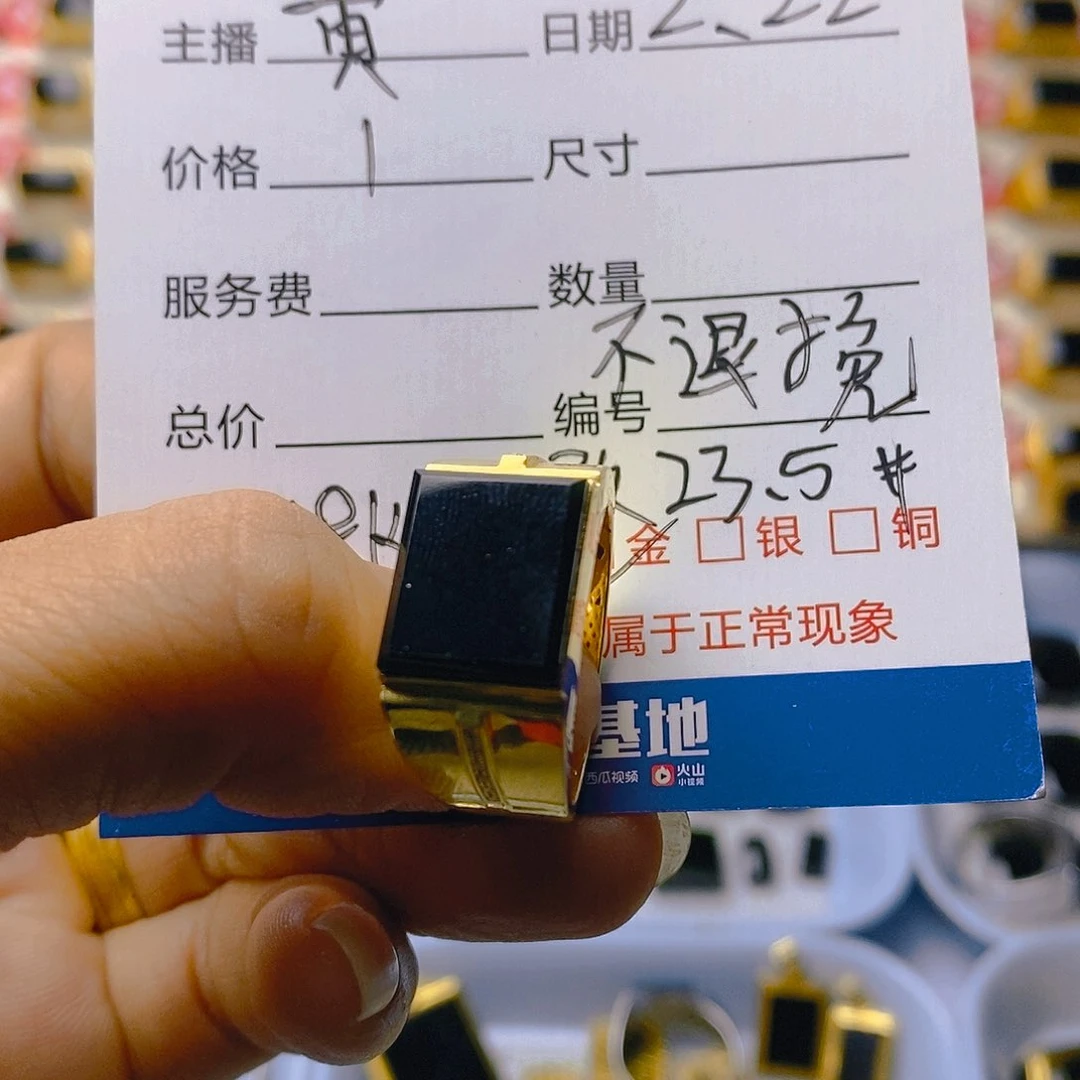 主播 黄 日期 2、22
价格 1 尺寸
服务费 数量
不退换
总价 编号
23.5#
金 □银 □铜
属于正常现象
基地
西瓜视频 火山
小视频